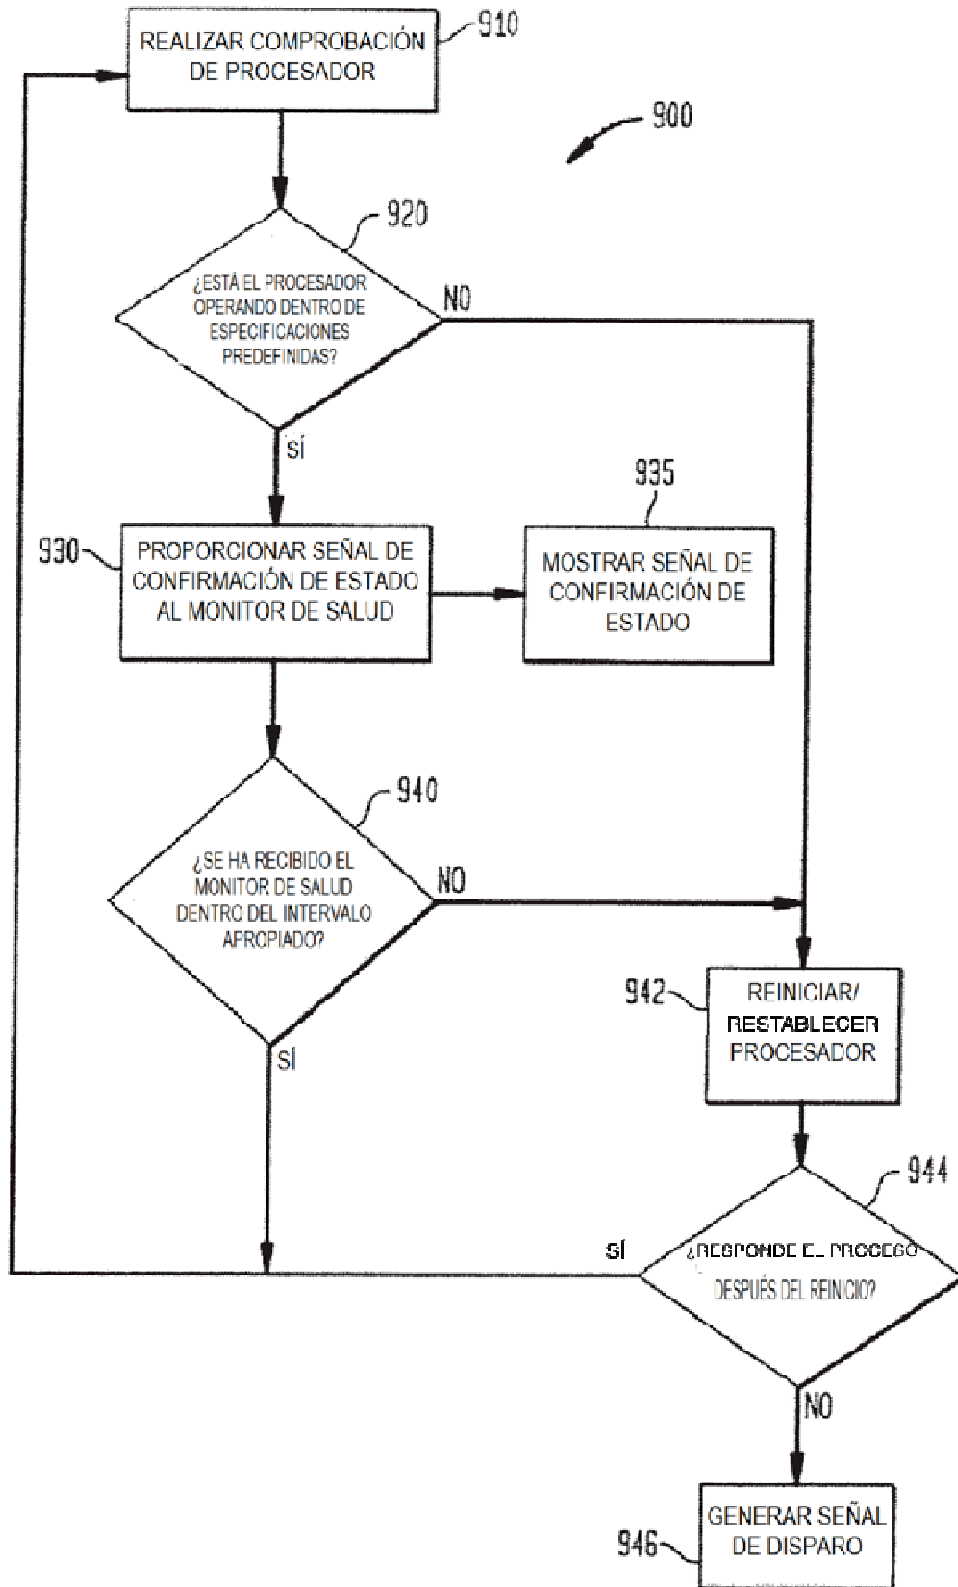 910
REALIZAR COMPROBACIÓN
DE PROCESADOR
900
920
¿ESTÁ EL PROCESADOR
OPERANDO DENTRO DE
ESPECIFICACIONES
PREDEFINIDAS?
NO
SÍ
935
930
PROPORCIONAR SEÑAL DE
CONFIRMACIÓN DE ESTADO
AL MONITOR DE SALUD
MOSTRAR SEÑAL DE
CONFIRMACIÓN DE
ESTADO
940
¿SE HA RECIBIDO EL
MONITOR DE SALUD
DENTRO DEL INTERVALO
APROPIADO?
NO
SÍ
942
REINICIAR/
RESTABLECER
PROCESADOR
944
SÍ
¿RESPONDE EL PROCESO
DESPUÉS DEL REINICIO?
NO
946
GENERAR SEÑAL
DE DISPARO